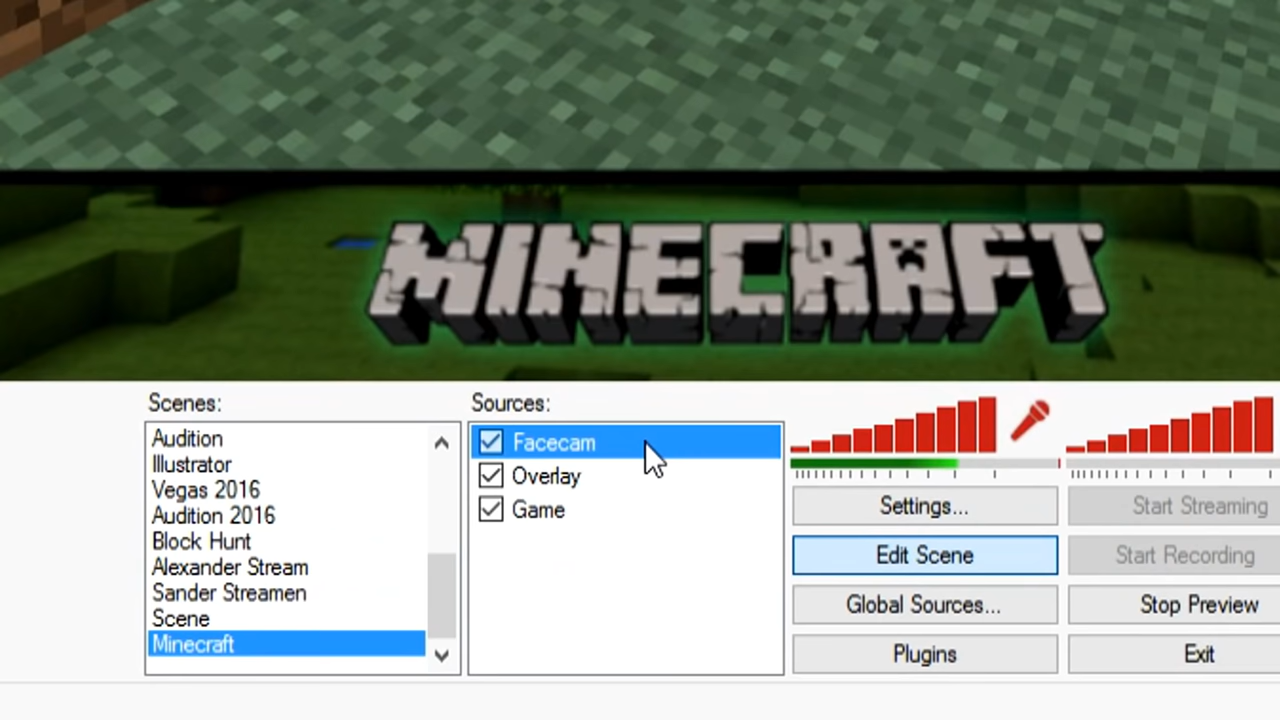 MINECRAFT
Scenes:
Audition
Illustrator
Vegas 2016
Audition 2016
Block Hunt
Alexander Stream
Sander Streamen
Scene
Minecraft
Sources:
Facecam
Overlay
Game
Settings...
Start Streaming
Edit Scene
Start Recording
Global Sources...
Stop Preview
Plugins
Exit